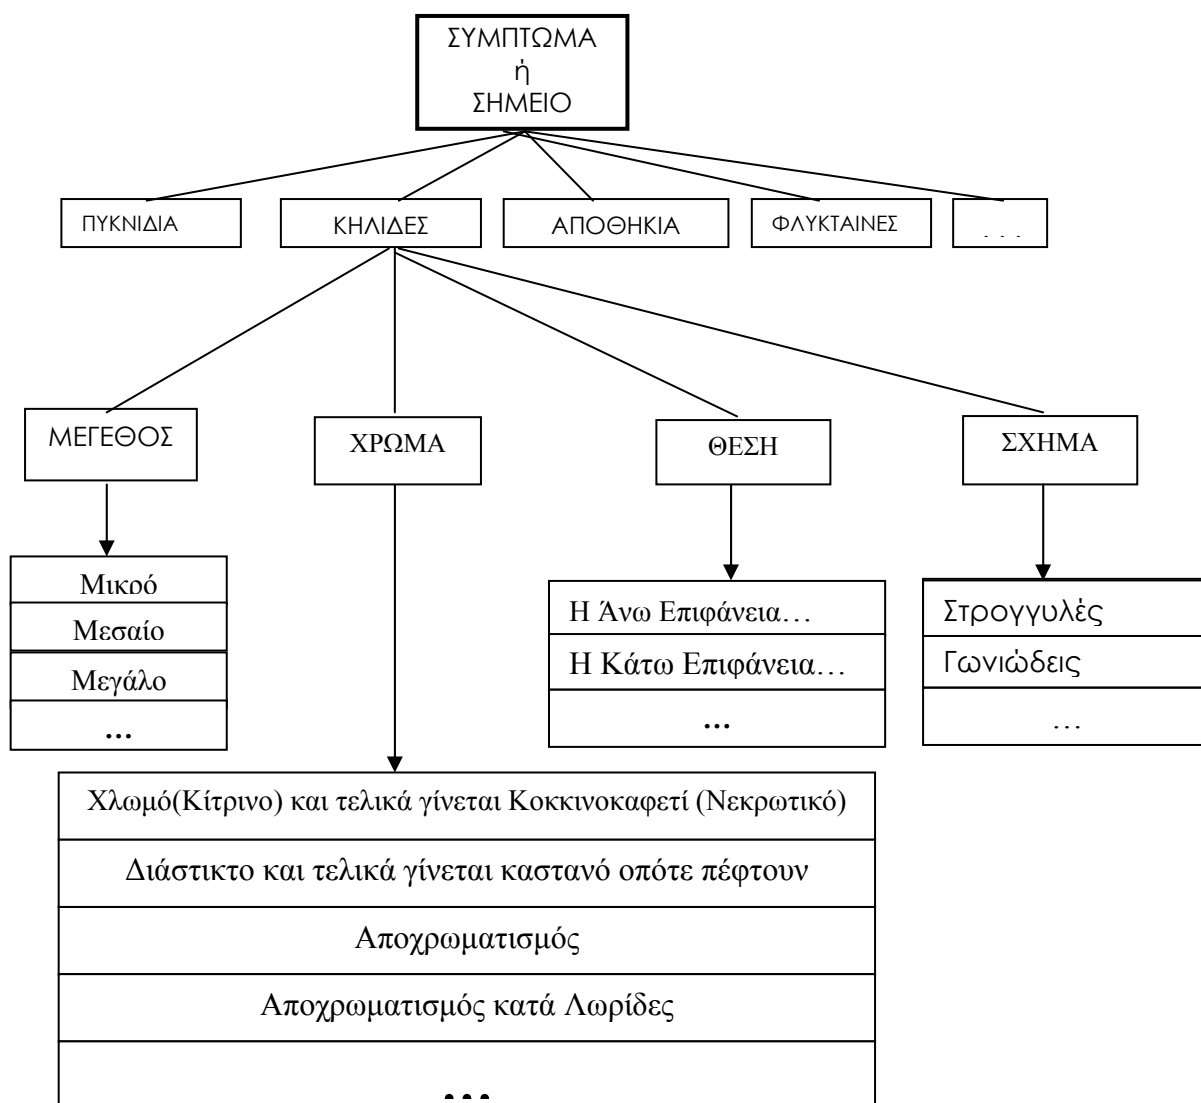 ΣΥΜΠΤΩΜΑ
ή
ΣΗΜΕΙΟ
ΠΥΚΝΙΔΙΑ
ΚΗΛΙΔΕΣ
ΑΠΟΘΗΚΙΑ
ΦΛΥΚΤΑΙΝΕΣ
. . .
ΜΕΓΕΘΟΣ
ΧΡΩΜΑ
ΘΕΣΗ
ΣΧΗΜΑ
Μικρό
Μεσαίο
Μεγάλο
...
Η Άνω Επιφάνεια...
Η Κάτω Επιφάνεια...
...
Στρογγυλές
Γωνιώδεις
...
Χλωμό(Κίτρινο) και τελικά γίνεται Κοκκινοκαφετί (Νεκρωτικό)
Διάστικτο και τελικά γίνεται καστανό οπότε πέφτουν
Αποχρωματισμός
Αποχρωματισμός κατά Λωρίδες
...